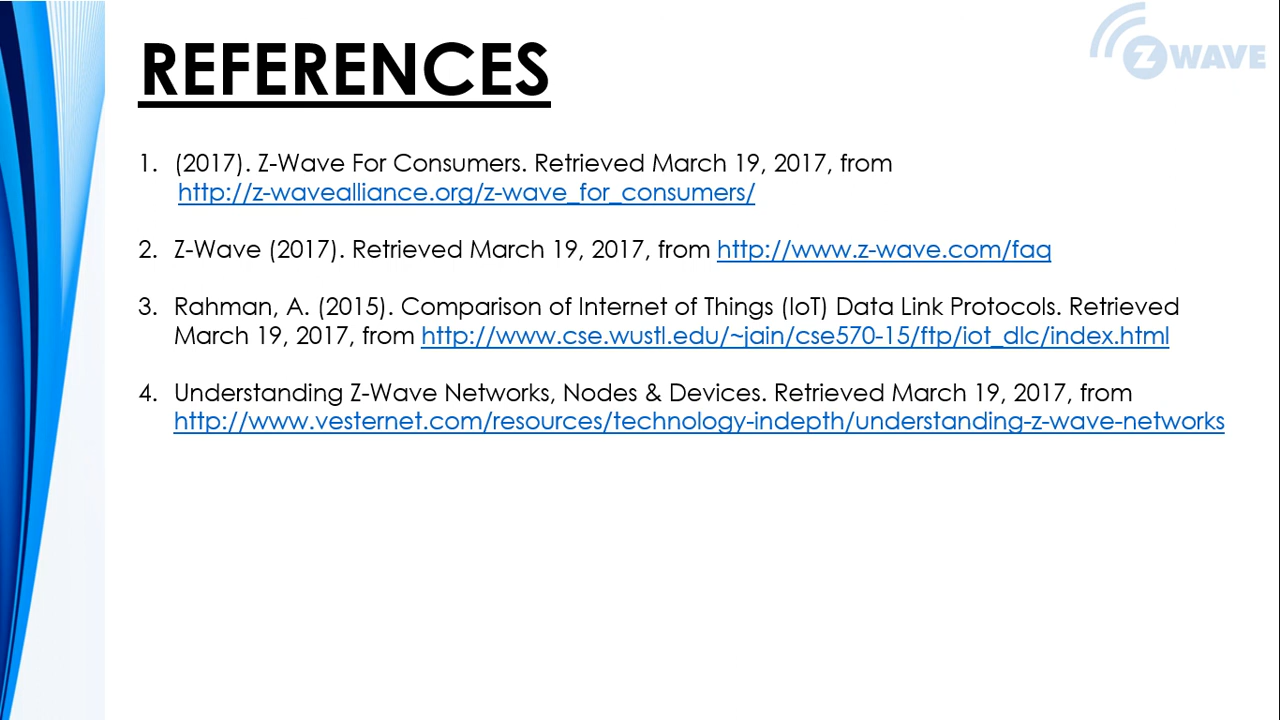 REFERENCES
Z WAVE
1. (2017). Z-Wave For Consumers. Retrieved March 19, 2017, from
http://z-wavealliance.org/z-wave_for_consumers/
2. Z-Wave (2017). Retrieved March 19, 2017, from http://www.z-wave.com/faq
3. Rahman, A. (2015). Comparison of Internet of Things (IoT) Data Link Protocols. Retrieved
March 19, 2017, from http://www.cse.wustl.edu/~jain/cse570-15/ftp/iot_dlc/index.html
4. Understanding Z-Wave Networks, Nodes & Devices. Retrieved March 19, 2017, from
http://www.vesternet.com/resources/technology-indepth/understanding-z-wave-networks